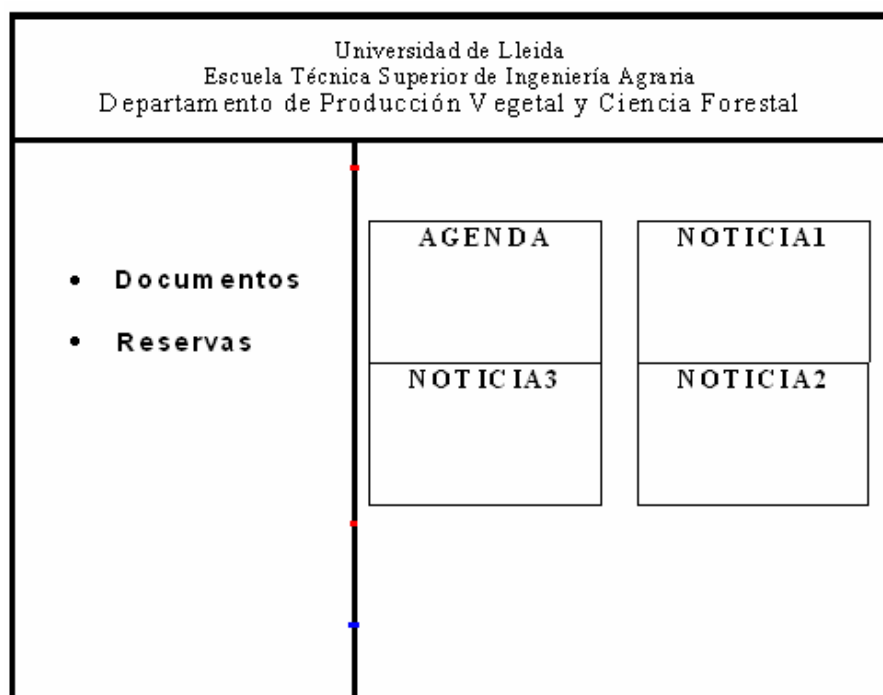 Universidad de Lleida
Escuela Técnica Superior de Ingeniería Agraria
Departamento de Producción Vegetal y Ciencia Forestal
• Documentos
• Reservas
AGENDA
NOTICIA1
NOTICIA3
NOTICIA2